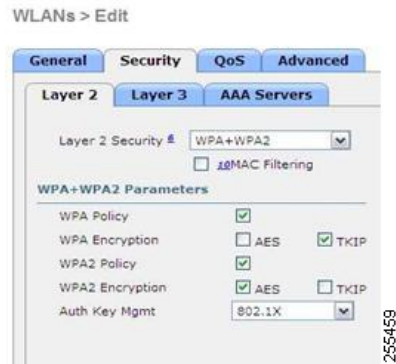 WLANs > Edit
General Security QoS Advanced
Layer 2 Layer 3 AAA Servers
Layer 2 Security 6 WPA+WPA2
10MAC Filtering
WPA+WPA2 Parameters
WPA Policy
WPA Encryption AES TKIP
WPA2 Policy
WPA2 Encryption AES TKIP
Auth Key Mgmt 802.1X
255459